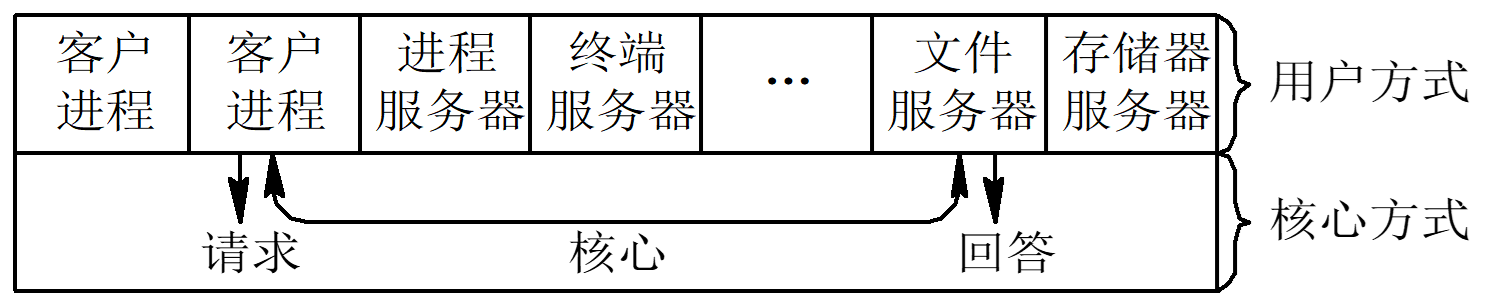 客户
进程
客户
进程
进程
服务器
终端
服务器
…
文件
服务器
存储器
服务器
用户方式
请求
核心
回答
核心方式